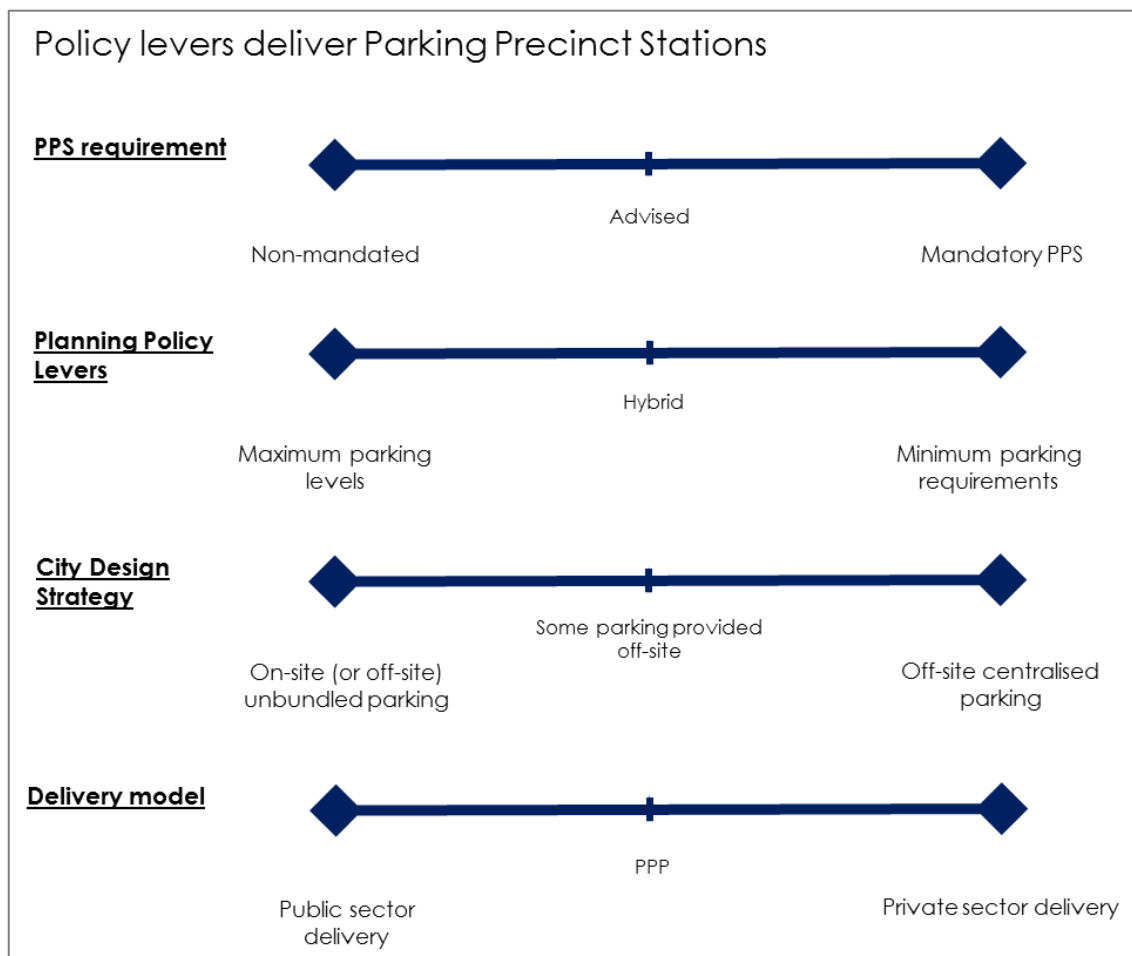 Policy levers deliver Parking Precinct Stations
PPS requirement
Advised
Non-mandated
Mandatory PPS
Planning Policy
Levers
Hybrid
Maximum parking
levels
Minimum parking
requirements
City Design
Strategy
Some parking provided
off-site
On-site (or off-site)
unbundled parking
Off-site centralised
parking
Delivery model
PPP
Public sector
delivery
Private sector delivery